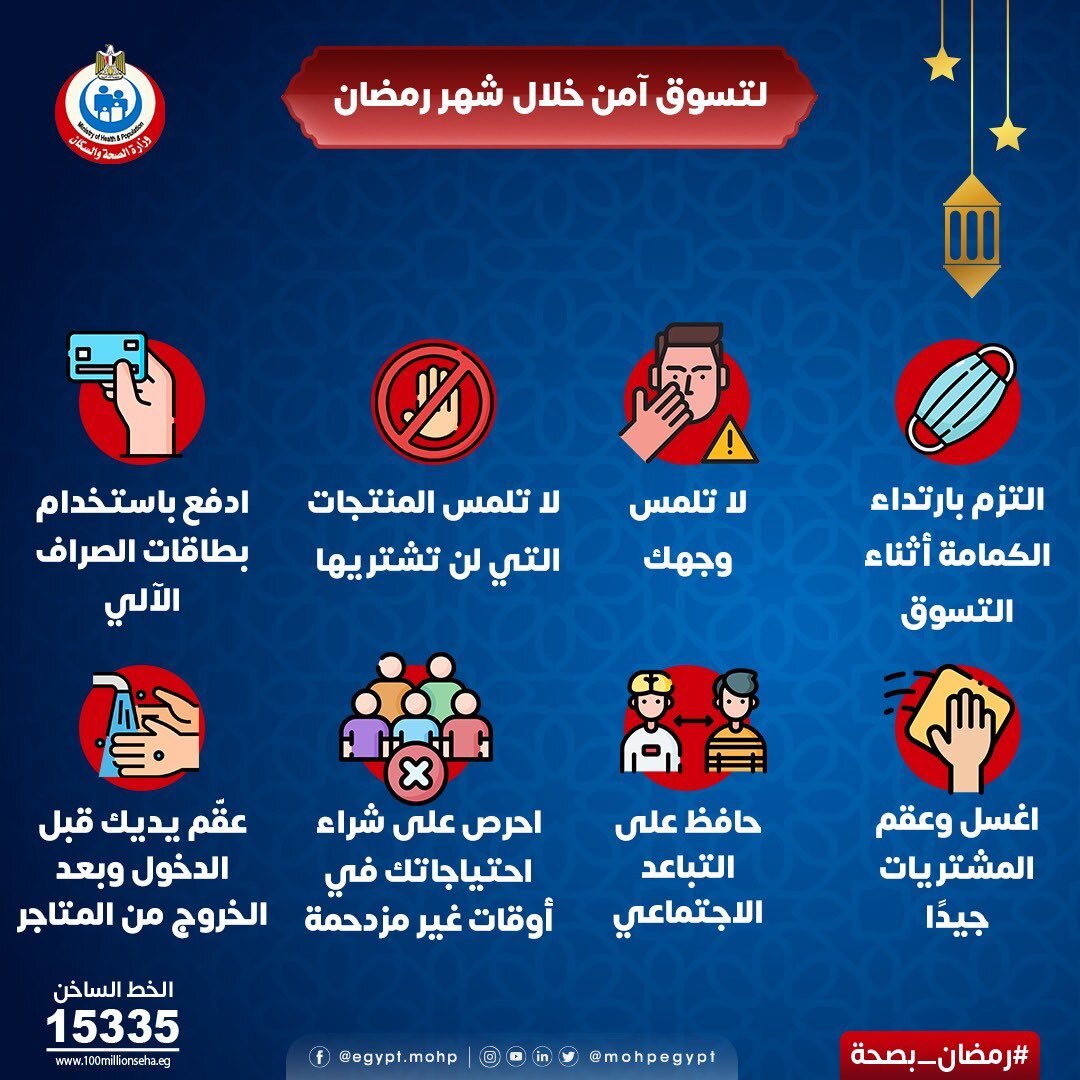 Ministry of Health & Population
وزارة الصحة والسكان
لتسوق آمن خلال شهر رمضان
التزم بارتداء
الكمامة أثناء
التسوق
لا تلمس
وجهك
لا تلمس المنتجات
التي لن تشتريها
ادفع باستخدام
بطاقات الصراف
الآلي
اغسل وعقم
المشتريات
جيدًا
حافظ على
التباعد
الاجتماعي
احرص على شراء
احتياجاتك في
أوقات غير مزدحمة
عقّم يديك قبل
الدخول وبعد
الخروج من المتاجر
#رمضان_بصحة
@egypt.mohp | @mohpegypt
الخط الساخن
15335
www.100millionseha.eg